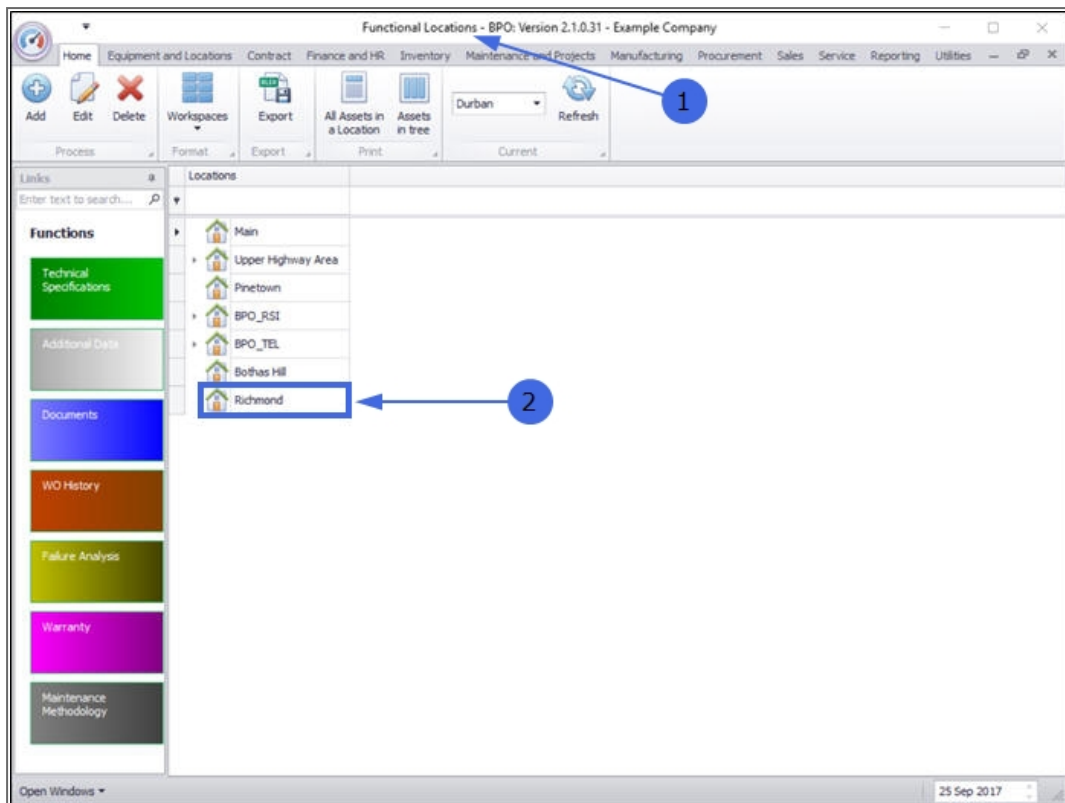 Functional Locations - BPO: Version 2.1.0.31 - Example Company
Home Equipment and Locations Contract Finance and HR Inventory Maintenance and Projects Manufacturing Procurement Sales Service Reporting Utilities
1
Add Edit Delete Workspaces Export All Assets in a Location Assets in tree Durban Refresh
Process Format Export Print Current
Links
Enter text to search...
Locations
Functions
Technical
Specifications
Additional Data
Documents
WO History
Failure Analysis
Warranty
Maintenance
Methodology
Main
Upper Highway Area
Pinetown
BPO_RSI
BPO_TEL
Bothas Hill
Richmond
2
Open Windows
25 Sep 2017